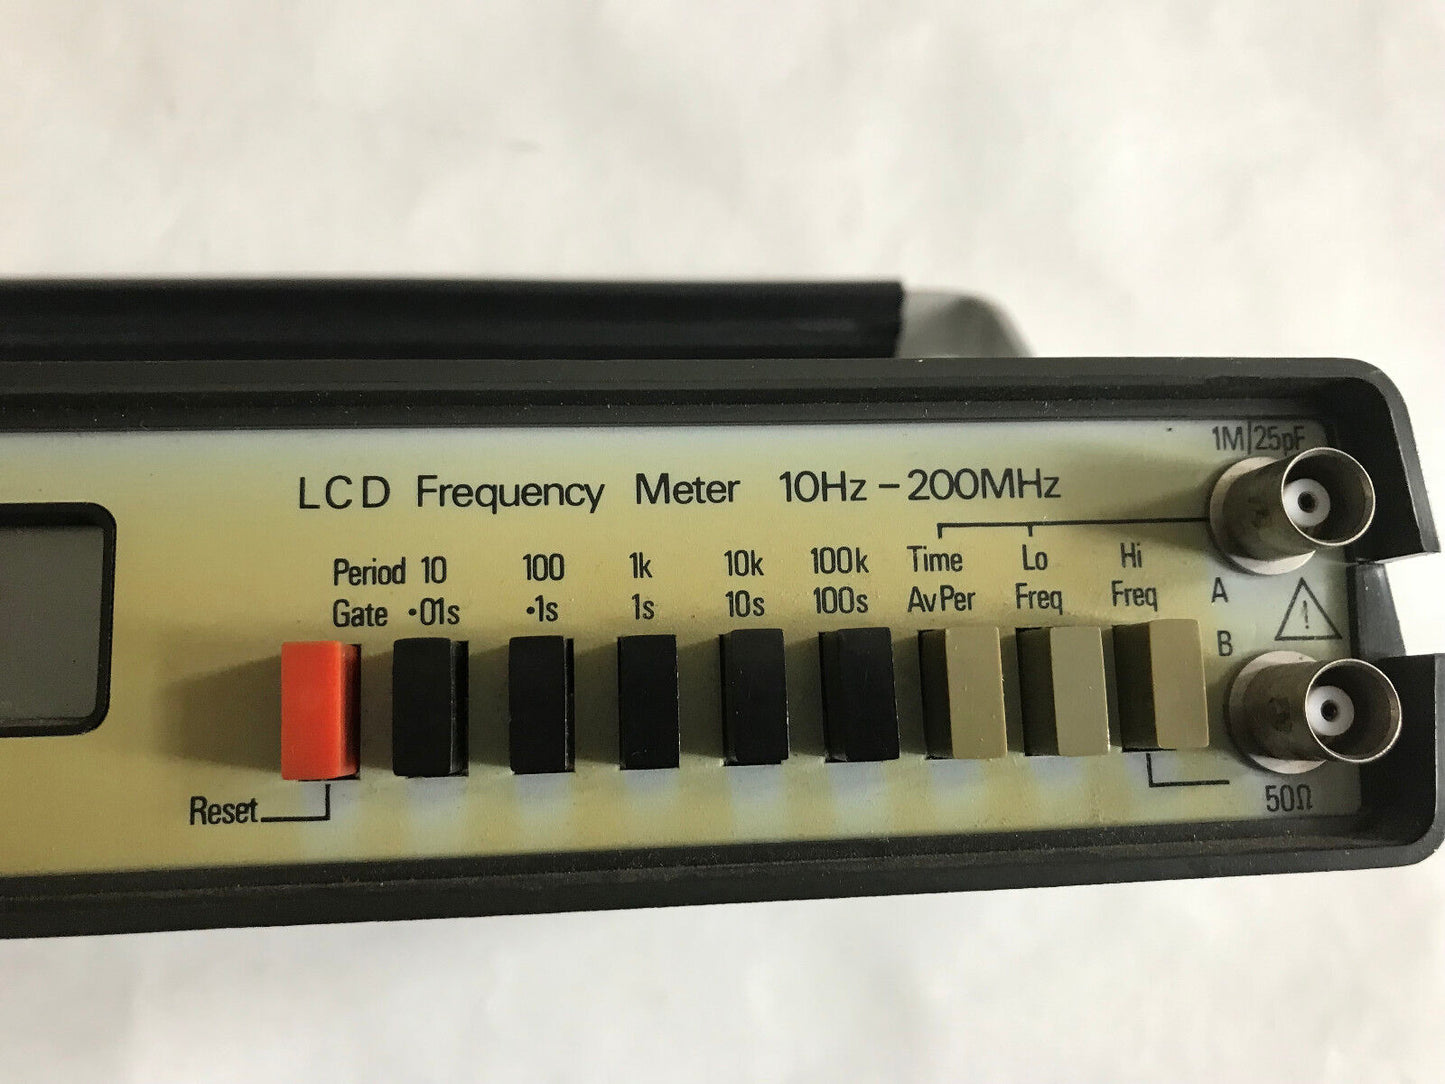 1M/25pF
LCD Frequency Meter 10Hz – 200MHz
Period 10 100 1k 10k 100k Time Lo Hi
Gate ·01s ·1s 1s 10s 100s AvPer Freq Freq A
B
!
Reset
50Ω